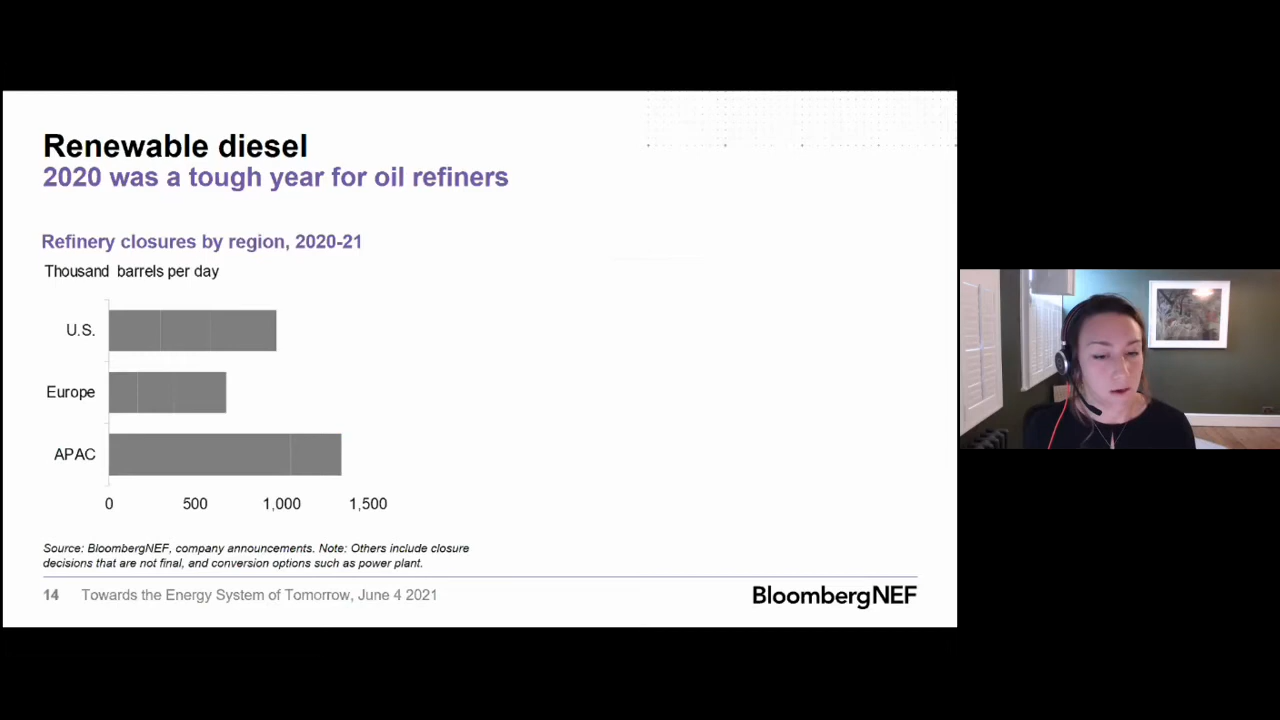 Renewable diesel
2020 was a tough year for oil refiners
Refinery closures by region, 2020-21
Thousand barrels per day
U.S.
Europe
APAC
0 500 1,000 1,500
Source: BloombergNEF, company announcements. Note: Others include closure
decisions that are not final, and conversion options such as power plant.
14 Towards the Energy System of Tomorrow, June 4 2021
BloombergNEF